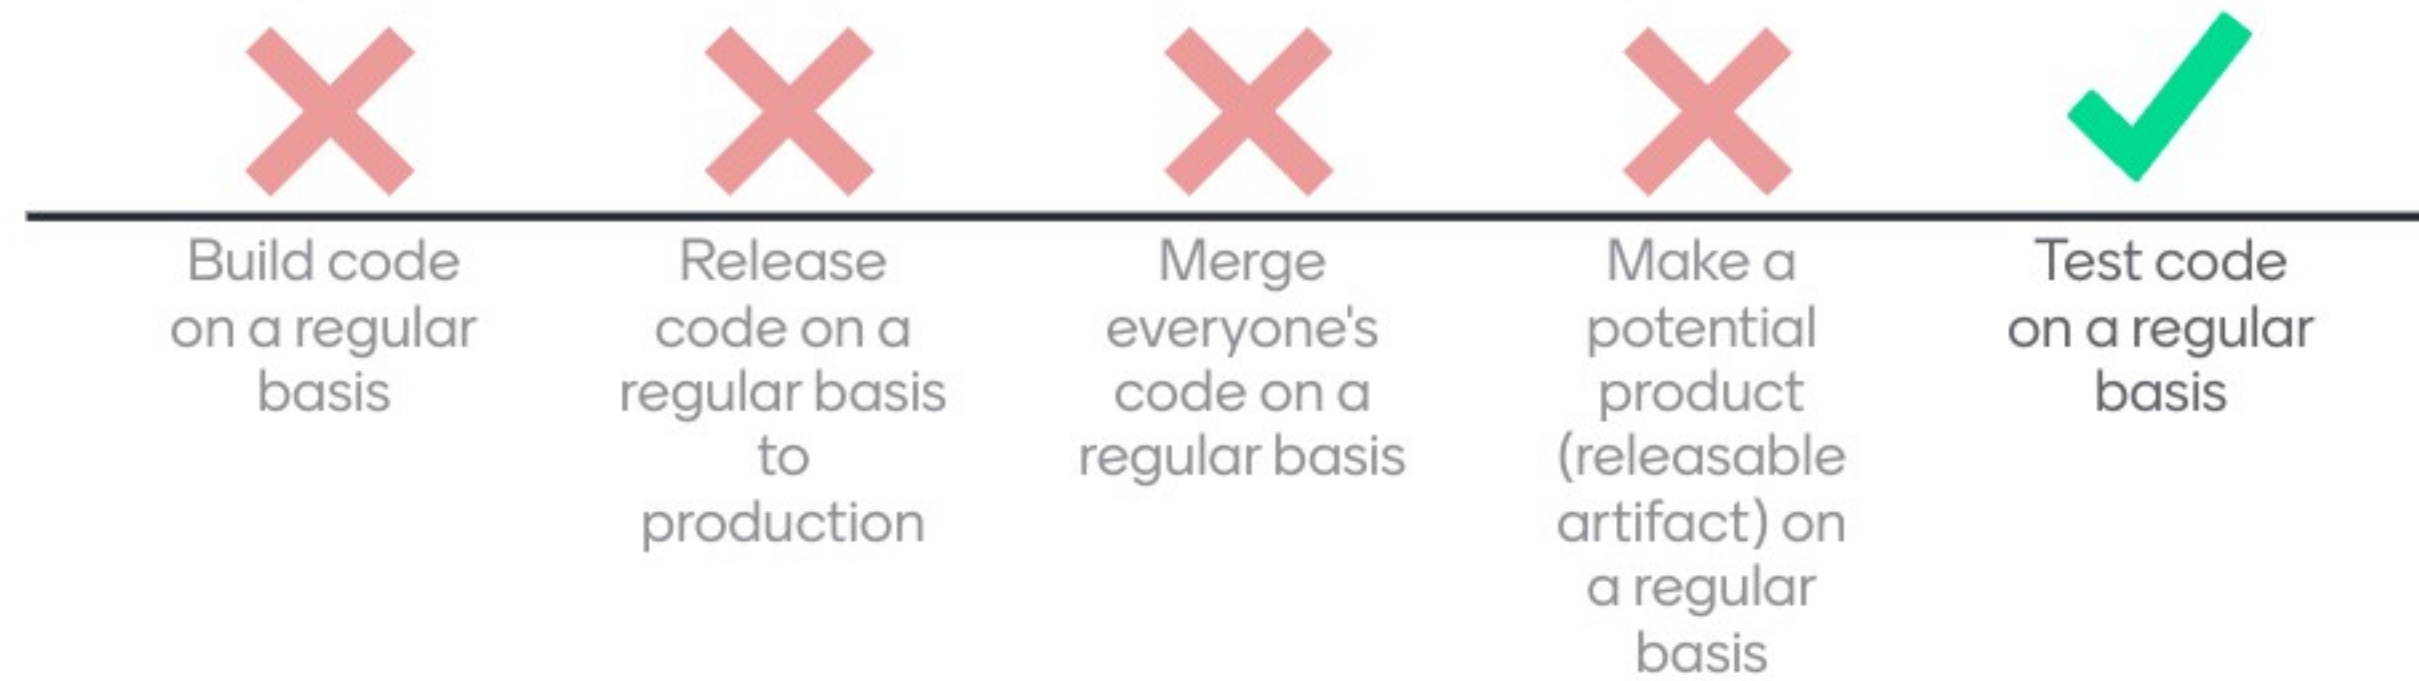 Build code
on a regular
basis
Release
code on a
regular basis
to
production
Merge
everyone's
code on a
regular basis
Make a
potential
product
(releasable
artifact) on
a regular
basis
Test code
on a regular
basis